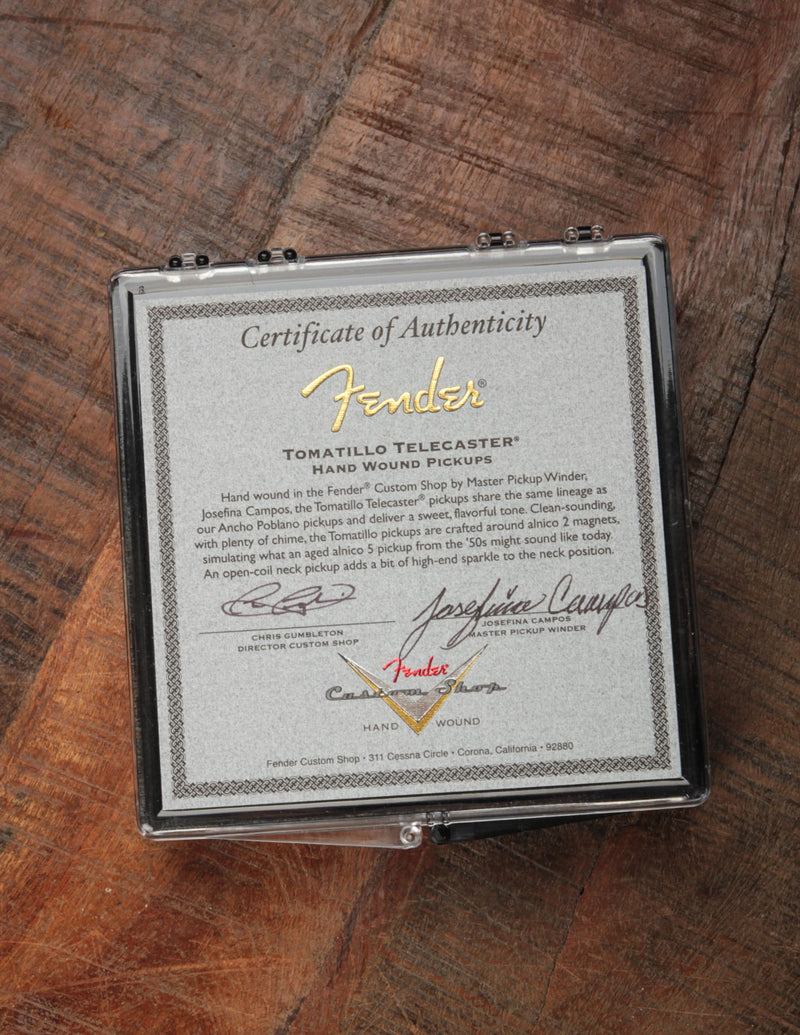 Certificate of Authenticity
Fender®
TOMATILLO TELECASTER®
HAND WOUND PICKUPS
Hand wound in the Fender® Custom Shop by Master Pickup Winder,
Josefina Campos, the Tomatillo Telecaster® pickups share the same lineage as
our Ancho Poblano pickups and deliver a sweet, flavorful tone. Clean-sounding,
with plenty of chime, the Tomatillo pickups are crafted around alnico 2 magnets,
simulating what an aged alnico 5 pickup from the '50s might sound like today.
An open-coil neck pickup adds a bit of high-end sparkle to the neck position.
Josefina Campos
CHRIS GUMBLETON
DIRECTOR CUSTOM SHOP
JOSEFINA CAMPOS
MASTER PICKUP WINDER
Fender
Custom Shop
HAND WOUND
Fender Custom Shop • 311 Cessna Circle • Corona, California • 92880